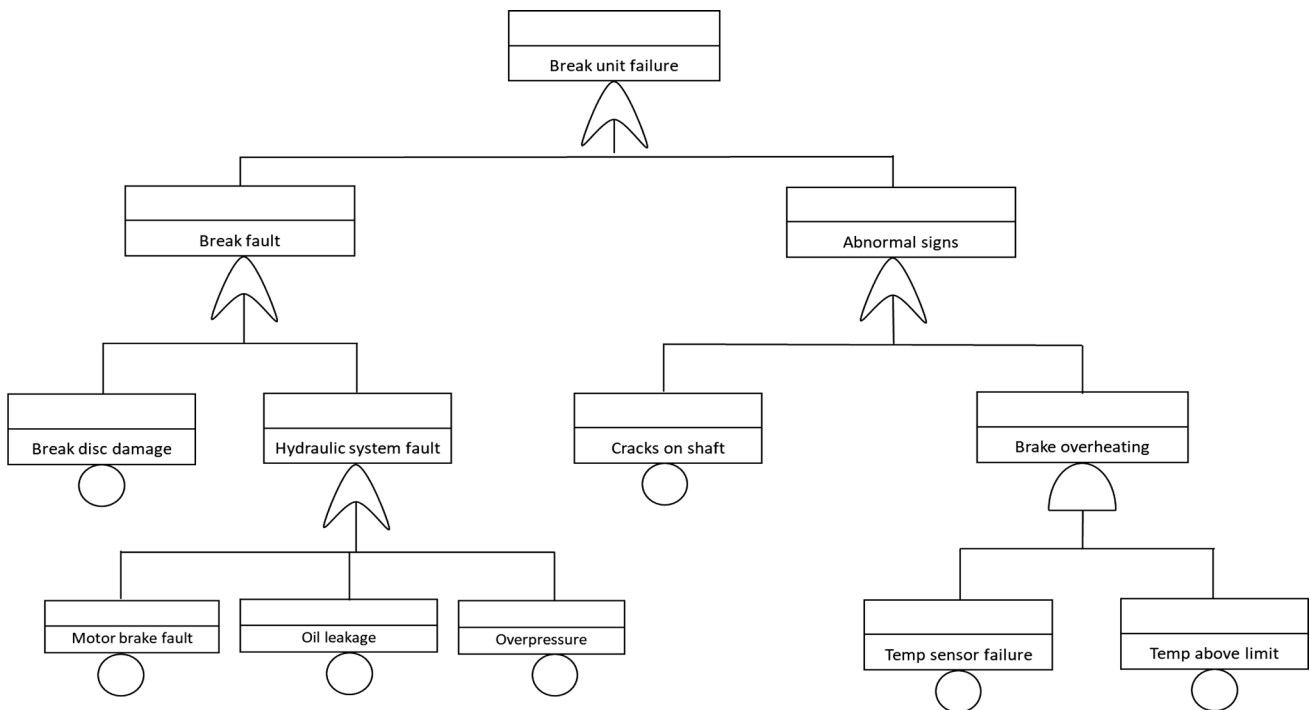 Break unit failure
Break fault
Abnormal signs
Break disc damage
Hydraulic system fault
Cracks on shaft
Brake overheating
Motor brake fault
Oil leakage
Overpressure
Temp sensor failure
Temp above limit